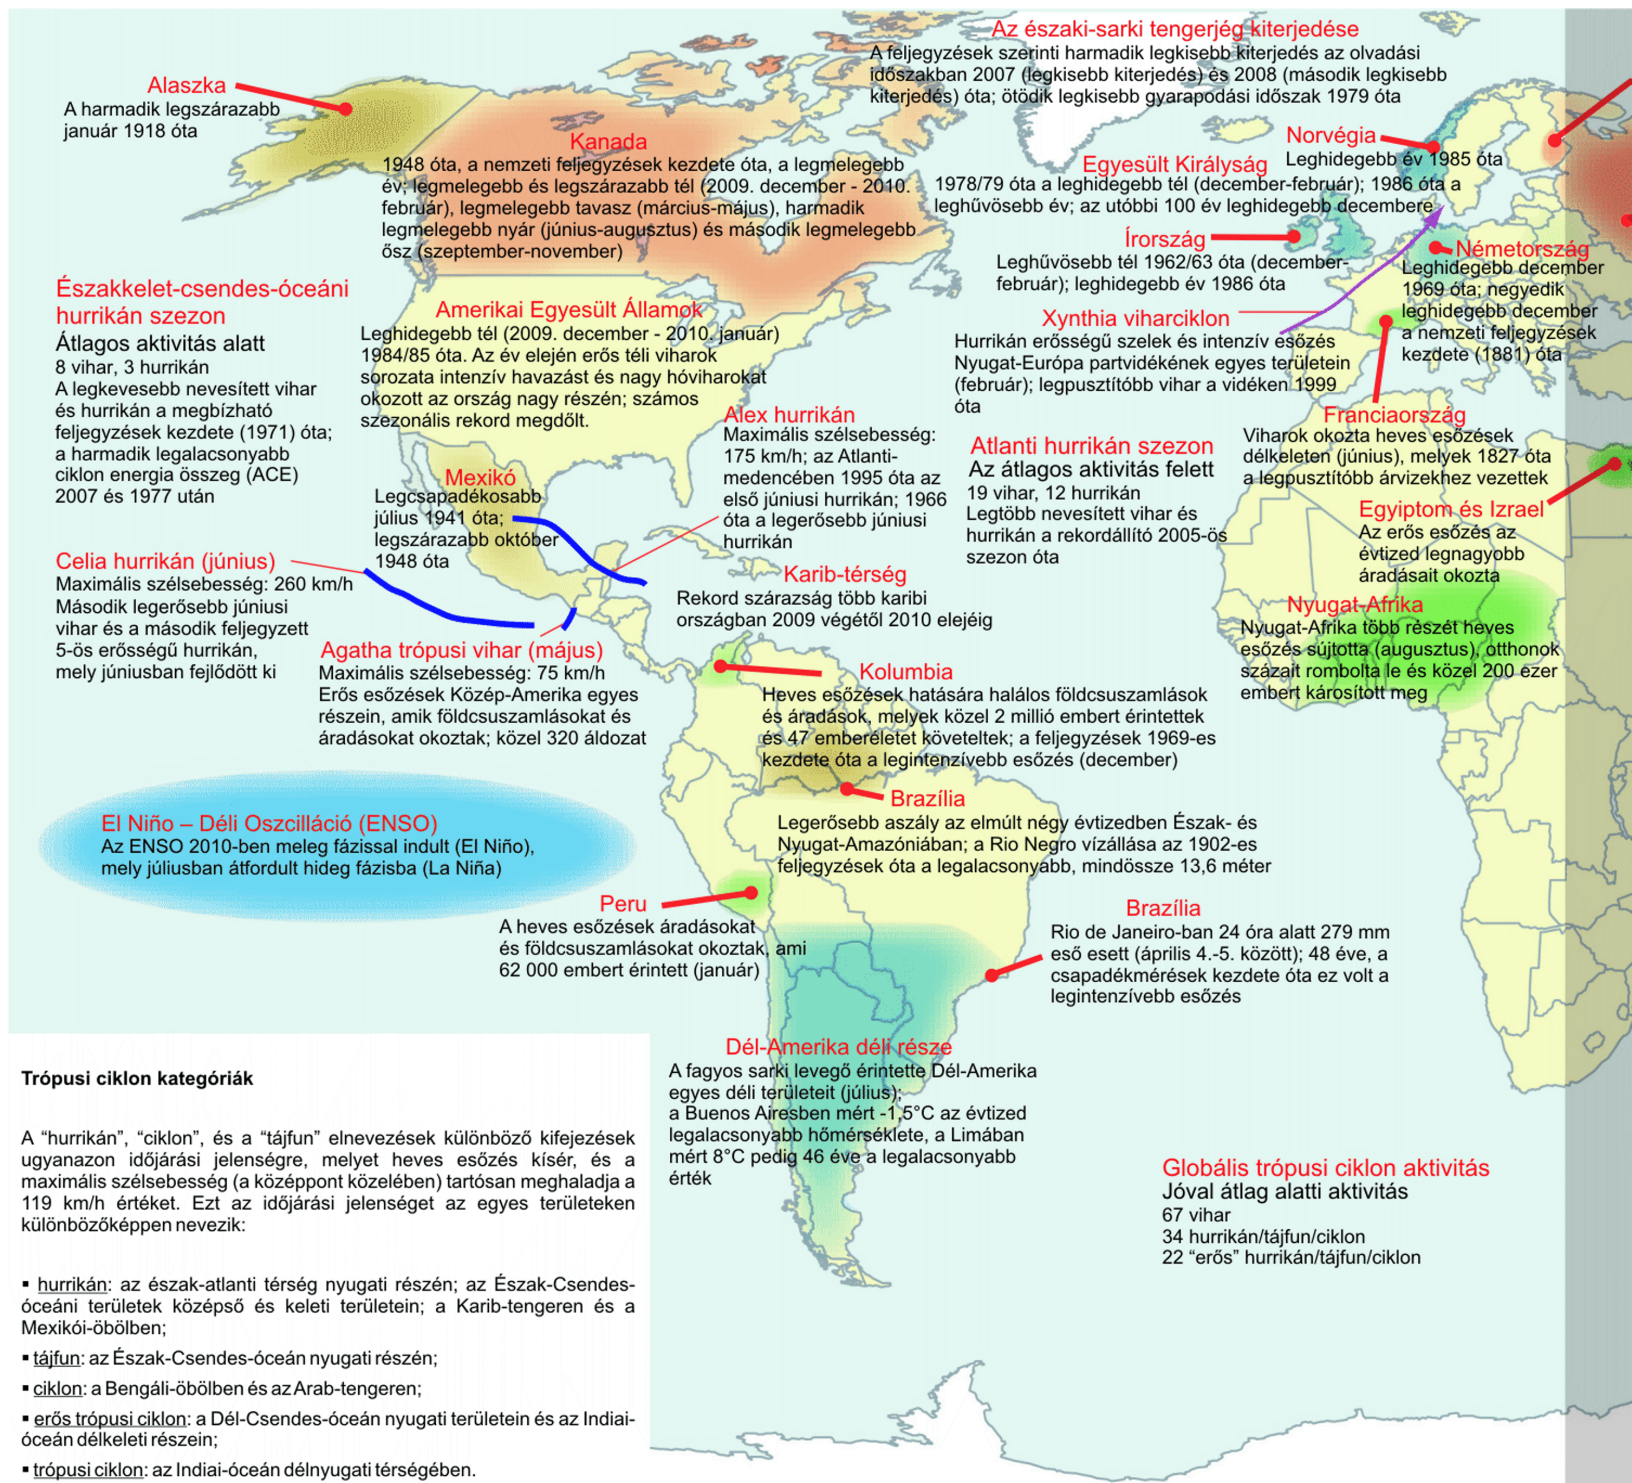 Az északi-sarki tengerjég kiterjedése
A feljegyzések szerinti harmadik legkisebb kiterjedés az olvadási
időszakban 2007 (legkisebb kiterjedés) és 2008 (második legkisebb
kiterjedés) óta; ötödik legkisebb gyarapodási időszak 1979 óta
Alaszka
A harmadik legszárazabb
január 1918 óta
Kanada
1948 óta, a nemzeti feljegyzések kezdete óta, a legmelegebb
év; legmelegebb és legszárazabb tél (2009. december - 2010.
február), legmelegebb tavasz (március-május), harmadik
legmelegebb nyár (június-augusztus) és második legmelegebb
ősz (szeptember-november)
Norvégia
Leghidegebb év 1985 óta
Egyesült Királyság
1978/79 óta a leghidegebb tél (december-február); 1986 óta a
leghűvösebb év; az utóbbi 100 év leghidegebb decembere
Írország
Leghűvösebb tél 1962/63 óta (december-
február); leghidegebb év 1986 óta
Németország
Leghidegebb december
1969 óta; negyedik
leghidegebb december
a nemzeti feljegyzések
kezdete (1881) óta
Északkelet-csendes-óceáni
hurrikán szezon
Átlagos aktivitás alatt
8 vihar, 3 hurrikán
A legkevesebb nevesített vihar
és hurrikán a megbízható
feljegyzések kezdete (1971) óta;
a harmadik legalacsonyabb
ciklon energia összeg (ACE)
2007 és 1977 után
Amerikai Egyesült Államok
Leghidegebb tél (2009. december - 2010. január)
1984/85 óta. Az év elején erős téli viharok
sorozata intenzív havazást és nagy hóviharokat
okozott az ország nagy részén; számos
szezonális rekord megdőlt.
Xynthia viharciklon
Hurrikán erősségű szelek és intenzív esőzés
Nyugat-Európa partvidékének egyes területein
(február); legpusztítóbb vihar a vidéken 1999
óta
Alex hurrikán
Maximális szélsebesség:
175 km/h; az Atlanti-
medencében 1995 óta az
első júniusi hurrikán; 1966
óta a legerősebb júniusi
hurrikán
Atlanti hurrikán szezon
Az átlagos aktivitás felett
19 vihar, 12 hurrikán
Legtöbb nevesített vihar és
hurrikán a rekordállító 2005-ös
szezon óta
Franciaország
Viharok okozta heves esőzések
délkeleten (június), melyek 1827 óta
a legpusztítóbb árvizekhez vezettek
Mexikó
Legcsapadékosabb
július 1941 óta;
legszárazabb október
1948 óta
Egyiptom és Izrael
Az erős esőzés az
évtized legnagyobb
áradásait okozta
Celia hurrikán (június)
Maximális szélsebesség: 260 km/h
Második legerősebb júniusi
vihar és a második feljegyzett
5-ös erősségű hurrikán,
mely júniusban fejlődött ki
Karib-térség
Rekord szárazság több karibi
országban 2009 végétől 2010 elejéig
Nyugat-Afrika
Nyugat-Afrika több részét heves
esőzés sújtotta (augusztus), otthonok
százait rombolta le és közel 200 ezer
embert károsított meg
Agatha trópusi vihar (május)
Maximális szélsebesség: 75 km/h
Erős esőzések Közép-Amerika egyes
részein, amik földcsuszamlásokat és
áradásokat okoztak; közel 320 áldozat
Kolumbia
Heves esőzések hatására halálos földcsuszamlások
és áradások, melyek közel 2 millió embert érintettek
és 47 emberéletet követeltek; a feljegyzések 1969-es
kezdete óta a legintenzívebb esőzés (december)
Brazília
Legerősebb aszály az elmúlt négy évtizedben Észak- és
Nyugat-Amazóniában; a Rio Negro vízállása az 1902-es
feljegyzések óta a legalacsonyabb, mindössze 13,6 méter
El Niño – Déli Oszcilláció (ENSO)
Az ENSO 2010-ben meleg fázissal indult (El Niño),
mely júliusban átfordult hideg fázisba (La Niña)
Peru
A heves esőzések áradásokat
és földcsuszamlásokat okoztak, ami
62 000 embert érintett (január)
Brazília
Rio de Janeiro-ban 24 óra alatt 279 mm
eső esett (április 4.-5. között); 48 éve, a
csapadékmérések kezdete óta ez volt a
legintenzívebb esőzés
Dél-Amerika déli része
A fagyos sarki levegő érintette Dél-Amerika
egyes déli területeit (július);
a Buenos Airesben mért -1,5°C az évtized
legalacsonyabb hőmérséklete, a Limában
mért 8°C pedig 46 éve a legalacsonyabb
érték
Globális trópusi ciklon aktivitás
Jóval átlag alatti aktivitás
67 vihar
34 hurrikán/tájfun/ciklon
22 “erős” hurrikán/tájfun/ciklon
Trópusi ciklon kategóriák
A “hurrikán”, “ciklon”, és a “tájfun” elnevezések különböző kifejezések
ugyanazon időjárási jelenségre, melyet heves esőzés kísér, és a
maximális szélsebesség (a középpont közelében) tartósan meghaladja a
119 km/h értéket. Ezt az időjárási jelenséget az egyes területeken
különbözőképpen nevezik:
▪ hurrikán: az észak-atlanti térség nyugati részén; az Észak-Csendes-
óceáni területek középső és keleti területein; a Karib-tengeren és a
Mexikói-öbölben;
▪ tájfun: az Észak-Csendes-óceán nyugati részén;
▪ ciklon: a Bengáli-öbölben és az Arab-tengeren;
▪ erős trópusi ciklon: a Dél-Csendes-óceán nyugati területein és az Indiai-
óceán délkeleti részein;
▪ trópusi ciklon: az Indiai-óceán délnyugati térségében.